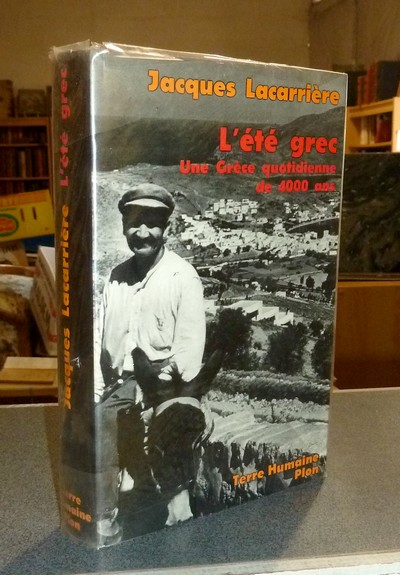 Jacques Lacarrière
L'été grec
Une Grèce quotidienne
de 4000 ans
Terre Humaine
Plon
Jacques Lacarrière L'été grec
Terre
Humaine
Plon